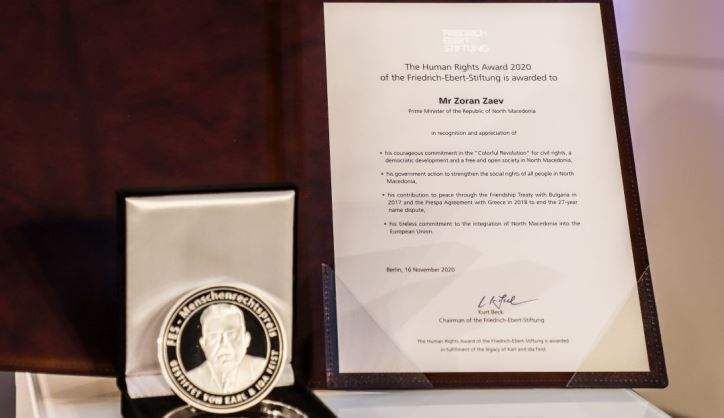 FRIEDRICH
EBERT
STIFTUNG
The Human Rights Award 2020
of the Friedrich-Ebert-Stiftung is awarded to
Mr Zoran Zaev
Prime Minister of the Republic of North Macedonia
in recognition and appreciation of
• his courageous commitment in the "Colorful Revolution" for civil rights, a
democratic development and a free and open society in North Macedonia,
• his government action to strengthen the social rights of all people in North
Macedonia,
• his contribution to peace through the Friendship Treaty with Bulgaria in
2017 and the Prespa Agreement with Greece in 2018 to end the 27-year
name dispute,
• his tireless commitment to the integration of North Macedonia into the
European Union.
Berlin, 16 November 2020
Kurt Beck
Chairman of the Friedrich-Ebert-Stiftung
The Human Rights Award of the Friedrich-Ebert-Stiftung is awarded
in fulfillment of the legacy of Karl and Ida Feist.
FES - Menschenrechtspreis
GESTIFTET VON KARL & IDA FEIST